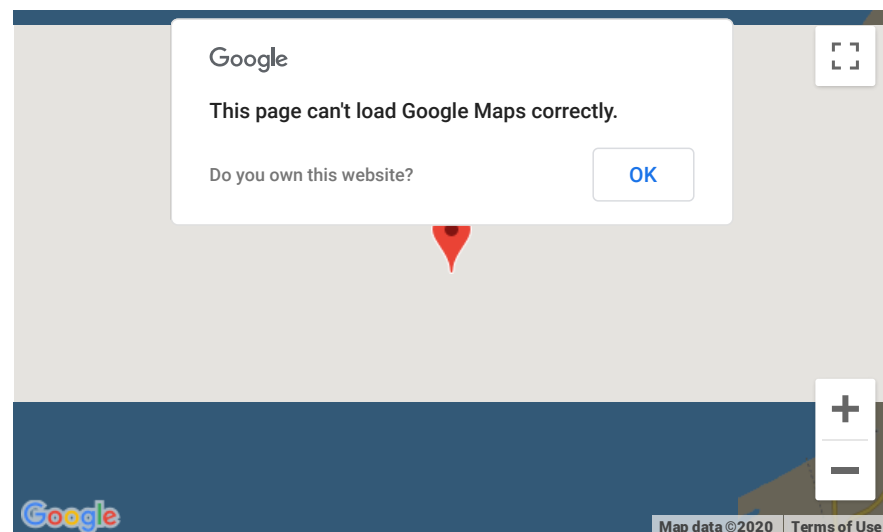 Google
This page can't load Google Maps correctly.
Do you own this website?
OK
Google
Map data ©2020
Terms of Use